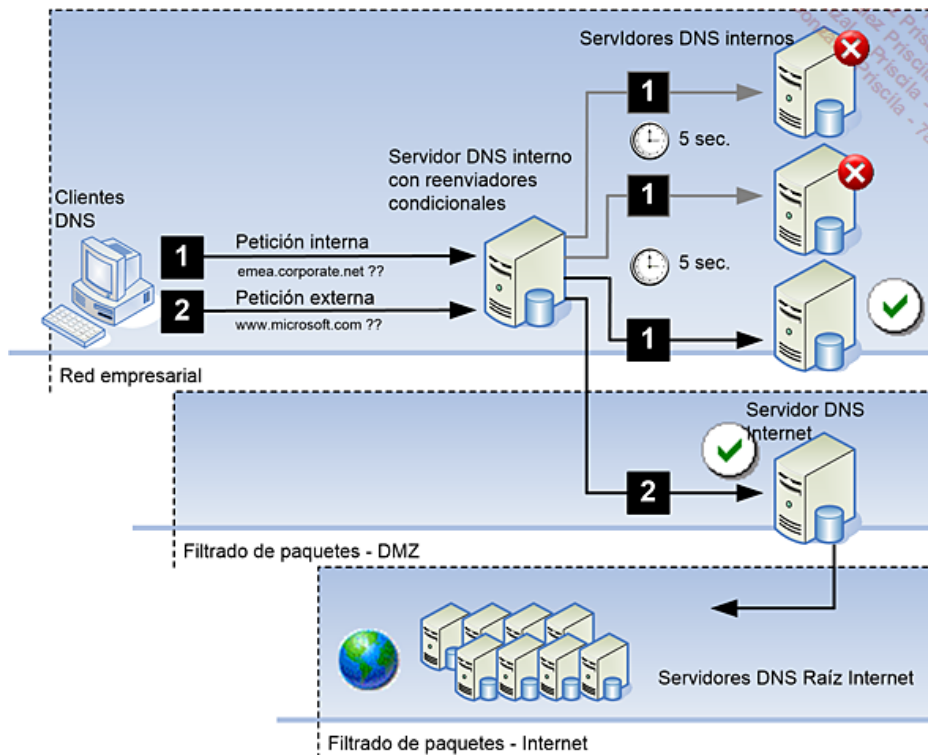 ServIdores DNS internos
1
5 sec.
Servidor DNS interno
con reenviadores
condicionales
1
Clientes
DNS
1
Petición interna
emea.corporate.net ??
5 sec.
2
Petición externa
www.microsoft.com ??
1
Red empresarial
Servidor DNS
Internet
2
Filtrado de paquetes - DMZ
Servidores DNS Raíz Internet
Filtrado de paquetes - Internet